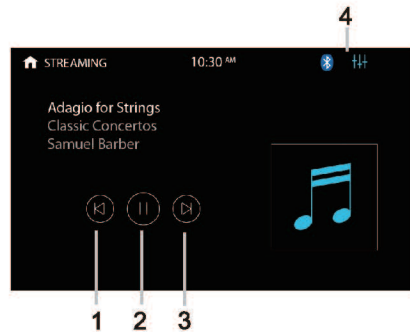 4
STREAMING 10:30 AM
Adagio for Strings
Classic Concertos
Samuel Barber
1 2 3